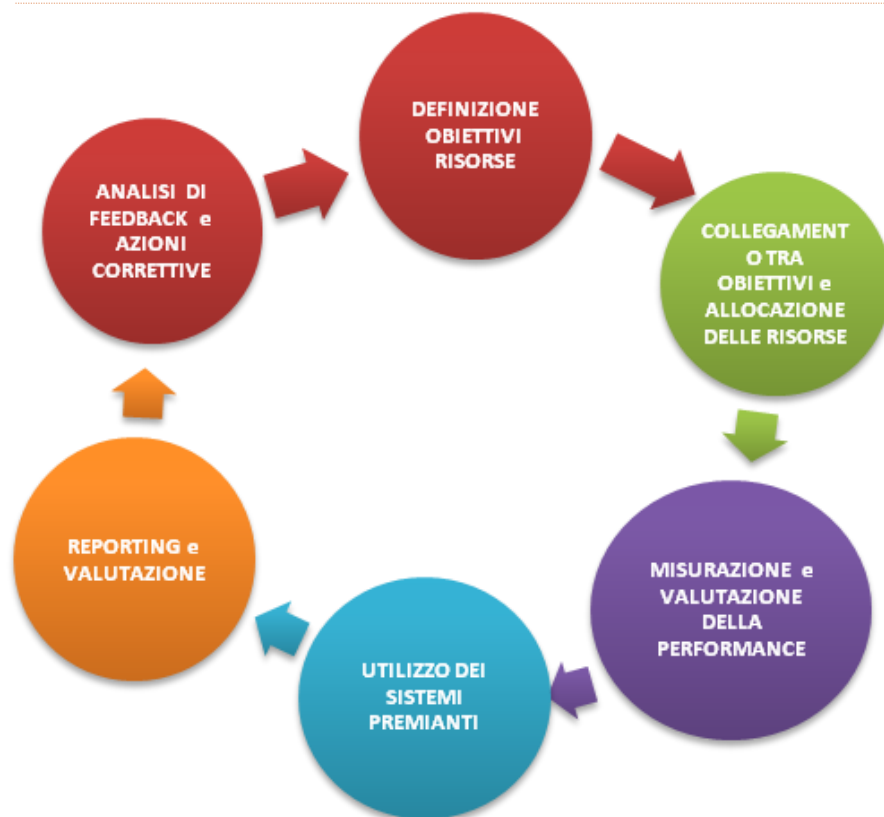 DEFINIZIONE
OBIETTIVI
RISORSE
COLLEGAMENT
O TRA
OBIETTIVI e
ALLOCAZIONE
DELLE RISORSE
MISURAZIONE e
VALUTAZIONE
DELLA
PERFORMANCE
UTILIZZO DEI
SISTEMI
PREMIANTI
REPORTING e
VALUTAZIONE
ANALISI DI
FEEDBACK e
AZIONI
CORRETTIVE